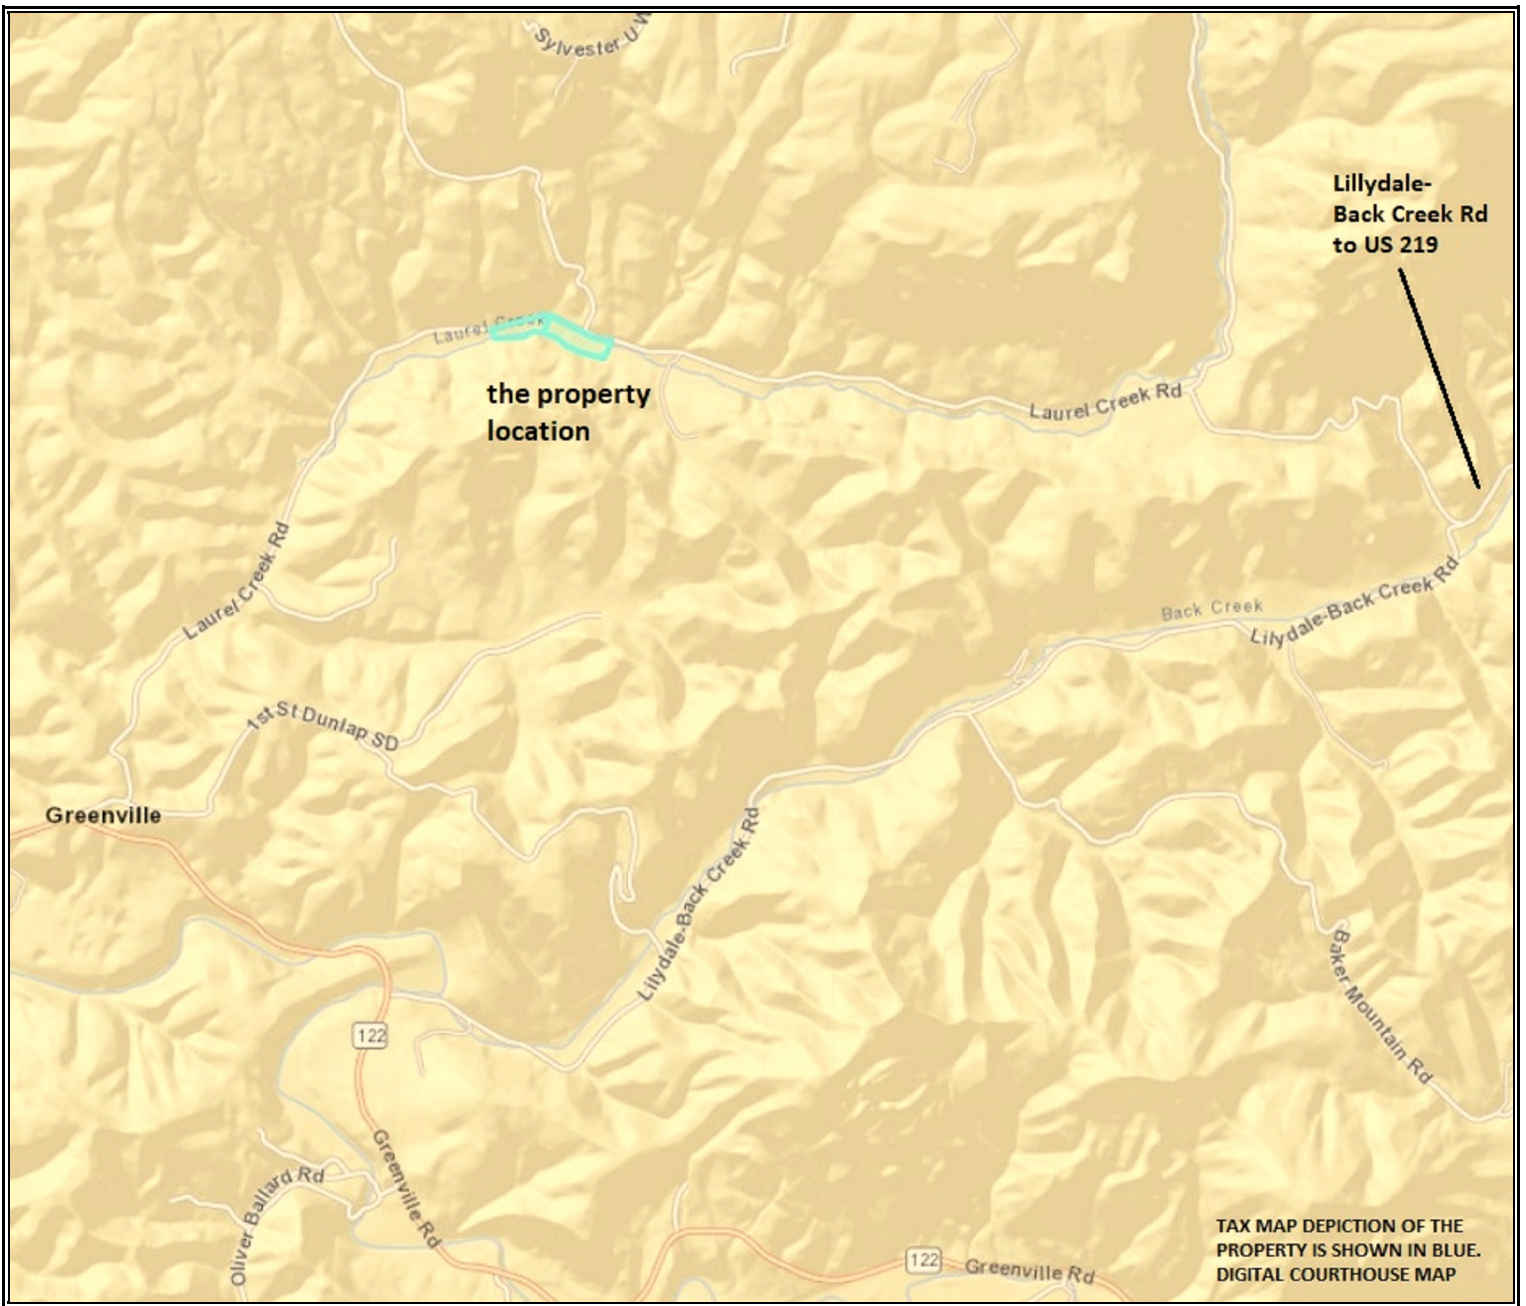 Sylvester U W
Lillydale-
Back Creek Rd
to US 219
Laurel Creek
the property
location
Laurel Creek Rd
Laurel Creek Rd
Back Creek
Lilydale-Back Creek Rd
1st St Dunlap SD
Greenville
Lilydale-Back Creek Rd
Baker Mountain Rd
122
Greenville Rd
Oliver Ballard Rd
122
Greenville Rd
TAX MAP DEPICTION OF THE
PROPERTY IS SHOWN IN BLUE.
DIGITAL COURTHOUSE MAP